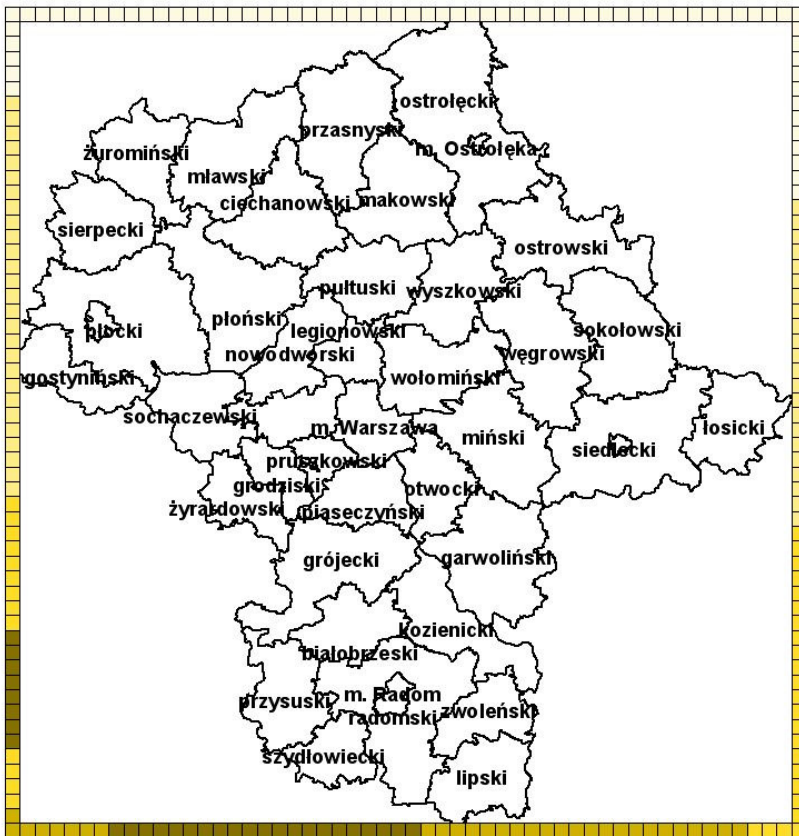 ostrołęcki
przasnyski
m. Ostrołęka
żuromiński
mławski
ciechanowski
makowski
sierpecki
ostrowski
pułtuski
wyszkowski
płoński
płocki
legionowski
sokołowski
nowodworski
węgrowski
gostyniński
wołomiński
sochaczewski
m. Warszawa
łosicki
miński
siedlecki
pruszkowski
grodziski
otwocki
żyrardowski
piaseczyński
grójecki
garwoliński
kozienicki
białobrzeski
m. Radom
przysuski
zwoleński
radomski
szydłowiecki
lipski